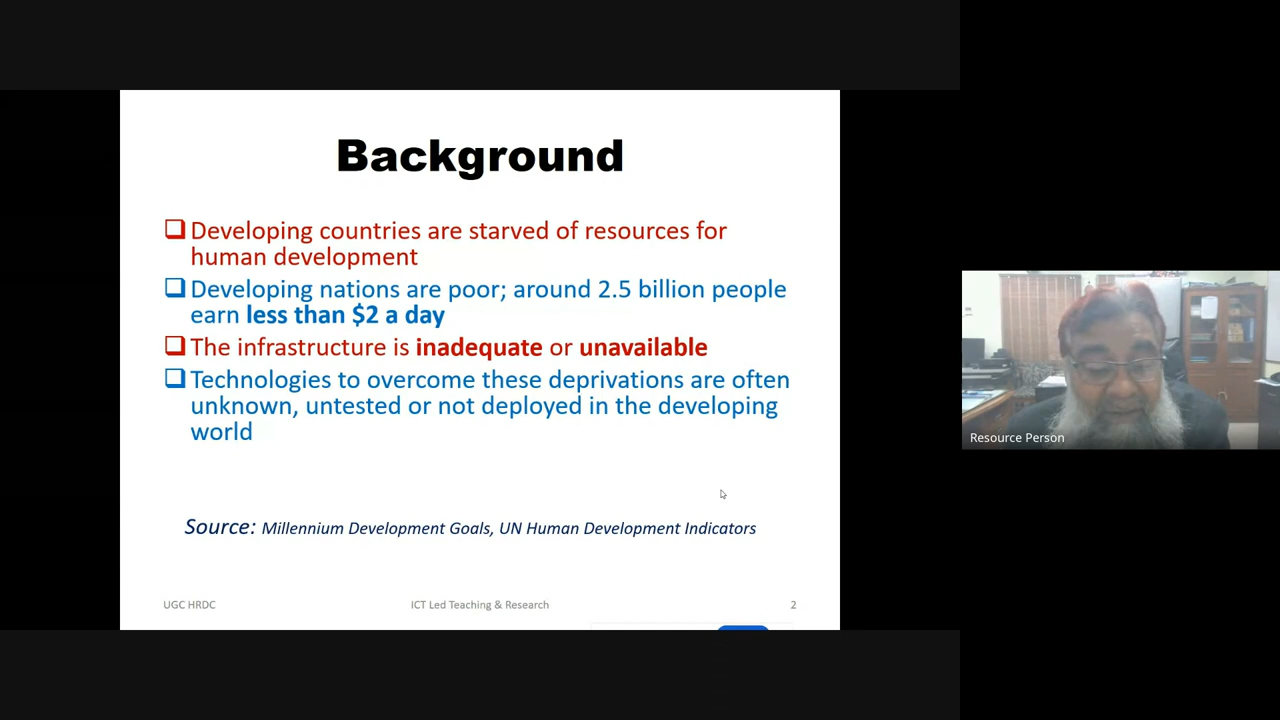 Background
Developing countries are starved of resources for
human development
Developing nations are poor; around 2.5 billion people
earn less than $2 a day
The infrastructure is inadequate or unavailable
Technologies to overcome these deprivations are often
unknown, untested or not deployed in the developing
world
Source: Millennium Development Goals, UN Human Development Indicators
UGC HRDC
ICT Led Teaching & Research
2
Resource Person